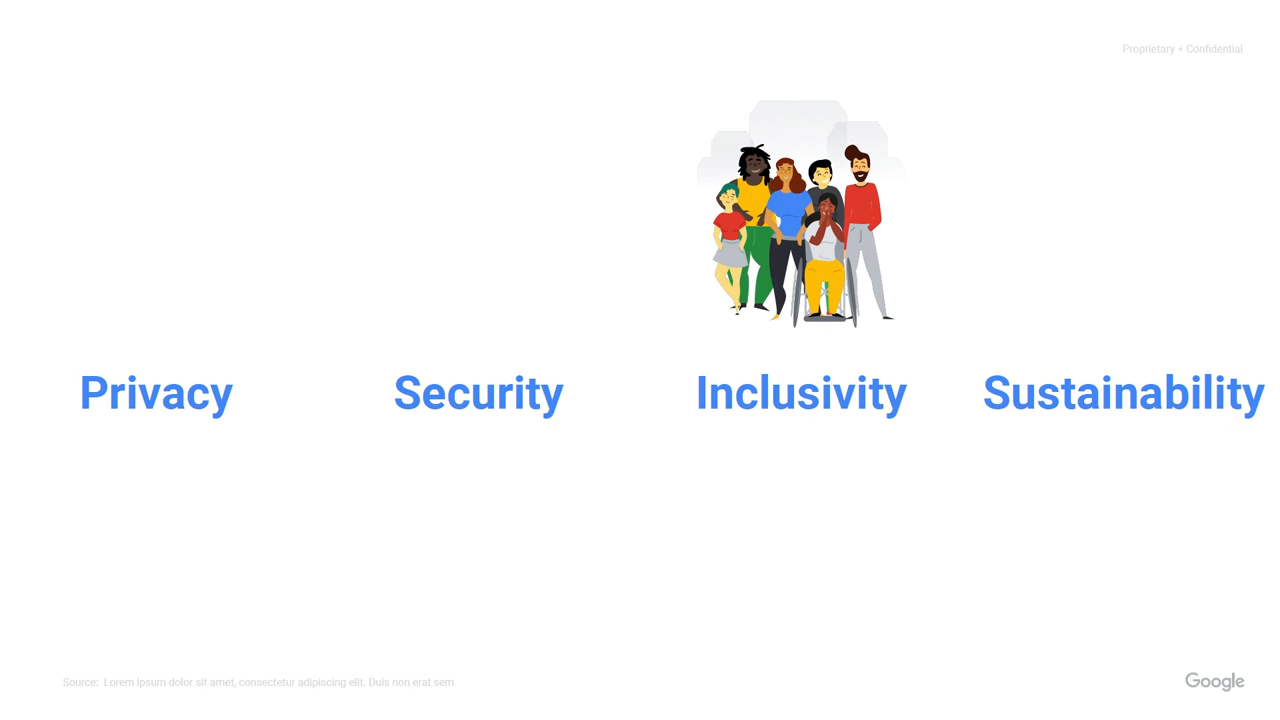 Proprietary + Confidential
Privacy
Security
Inclusivity
Sustainability
Source: Lorem ipsum dolor sit amet, consectetur adipiscing elit. Duis non erat sem
Google